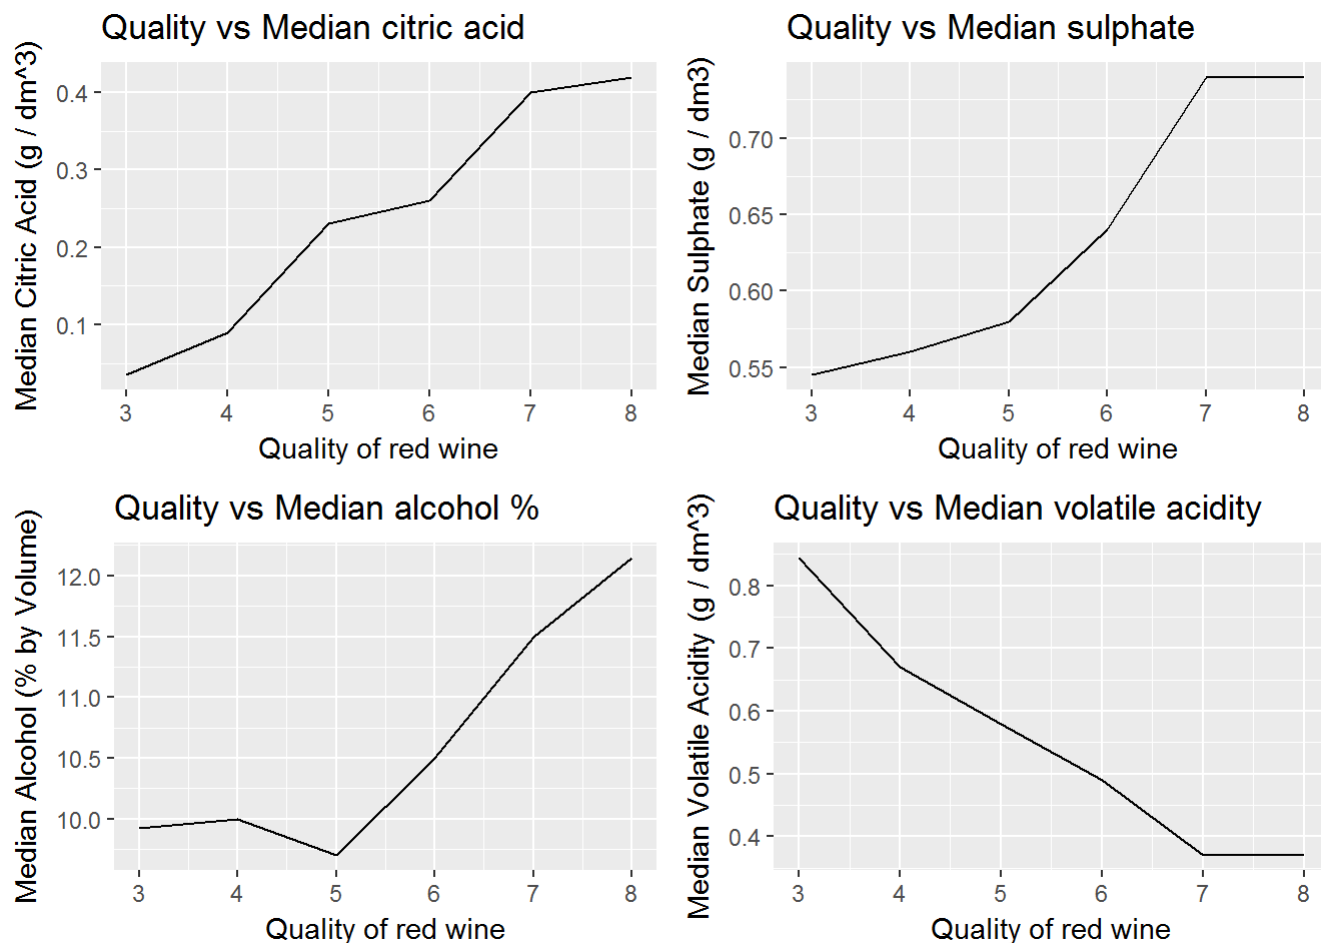 Quality vs Median citric acid
Median Citric Acid (g / dm^3)
0.4
0.3
0.2
0.1
3 4 5 6 7 8
Quality of red wine
Quality vs Median sulphate
Median Sulphate (g / dm3)
0.70
0.65
0.60
0.55
3 4 5 6 7 8
Quality of red wine
Quality vs Median alcohol %
Median Alcohol (% by Volume)
12.0
11.5
11.0
10.5
10.0
3 4 5 6 7 8
Quality of red wine
Quality vs Median volatile acidity
Median Volatile Acidity (g / dm^3)
0.8
0.7
0.6
0.5
0.4
3 4 5 6 7 8
Quality of red wine